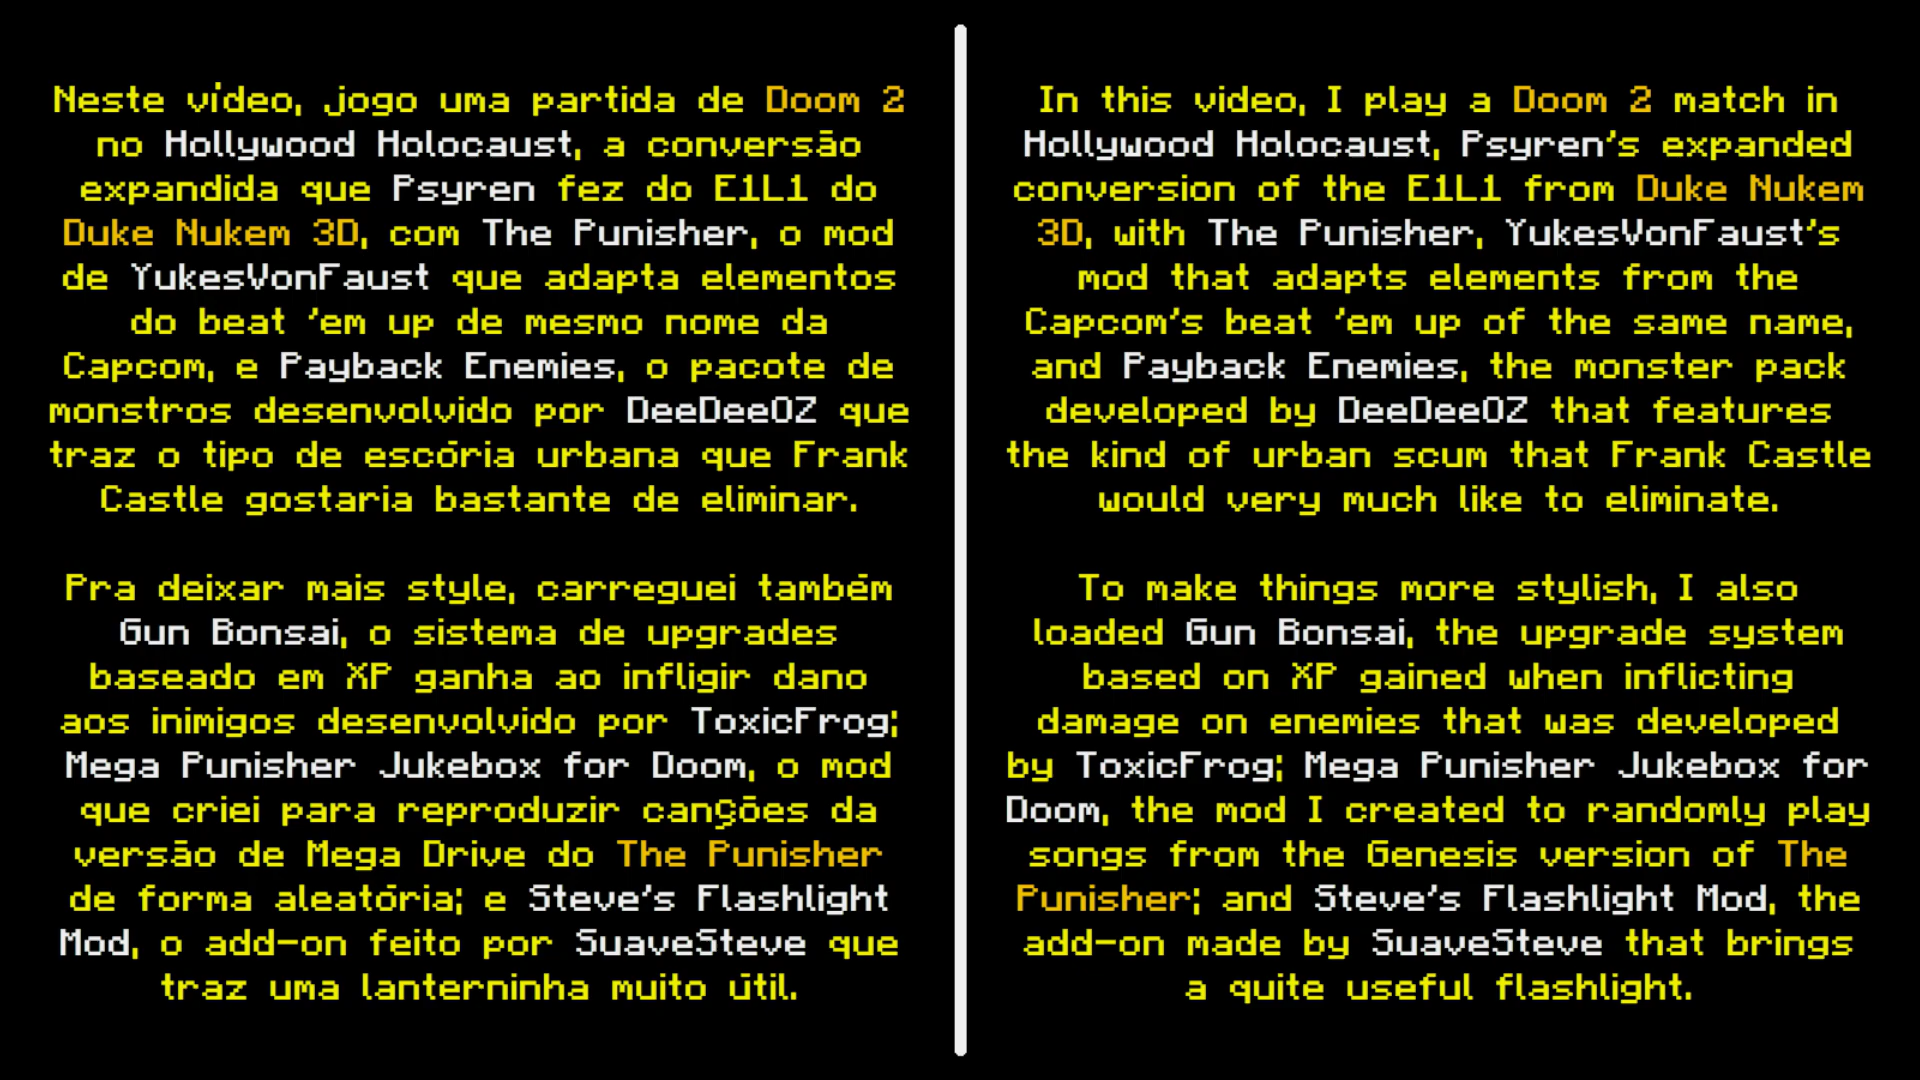 Neste vídeo, jogo uma partida de Doom 2
no Hollywood Holocaust, a conversão
expandida que Psyren fez do E1L1 do
Duke Nukem 3D, com The Punisher, o mod
de YukesVonFaust que adapta elementos
do beat 'em up de mesmo nome da
Capcom, e Payback Enemies, o pacote de
monstros desenvolvido por DeeDeeOZ que
traz o tipo de escória urbana que Frank
Castle gostaria bastante de eliminar.
Pra deixar mais style, carreguei também
Gun Bonsai, o sistema de upgrades
baseado em XP ganha ao infligir dano
aos inimigos desenvolvido por ToxicFrog;
Mega Punisher Jukebox for Doom, o mod
que criei para reproduzir canções da
versão de Mega Drive do The Punisher
de forma aleatória; e Steve's Flashlight
Mod, o add-on feito por SuaveSteve que
traz uma lanterninha muito útil.
In this video, I play a Doom 2 match in
Hollywood Holocaust, Psyren's expanded
conversion of the E1L1 from Duke Nukem
3D, with The Punisher, YukesVonFaust's
mod that adapts elements from the
Capcom's beat 'em up of the same name,
and Payback Enemies, the monster pack
developed by DeeDeeOZ that features
the kind of urban scum that Frank Castle
would very much like to eliminate.
To make things more stylish, I also
loaded Gun Bonsai, the upgrade system
based on XP gained when inflicting
damage on enemies that was developed
by ToxicFrog; Mega Punisher Jukebox for
Doom, the mod I created to randomly play
songs from the Genesis version of The
Punisher; and Steve's Flashlight Mod, the
add-on made by SuaveSteve that brings
a quite useful flashlight.